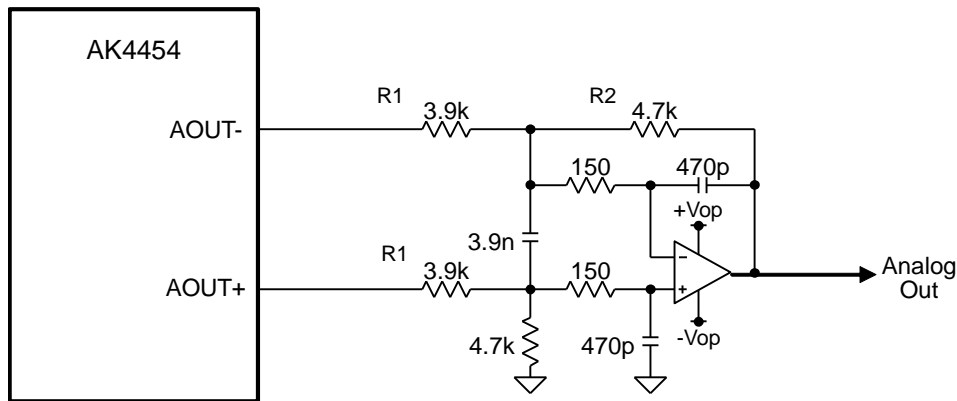 AK4454
R1
3.9k
R2
4.7k
AOUT-
150
470p
+Vop
3.9n
−
R1
3.9k
150
AOUT+
+
Analog
Out
4.7k
470p
-Vop